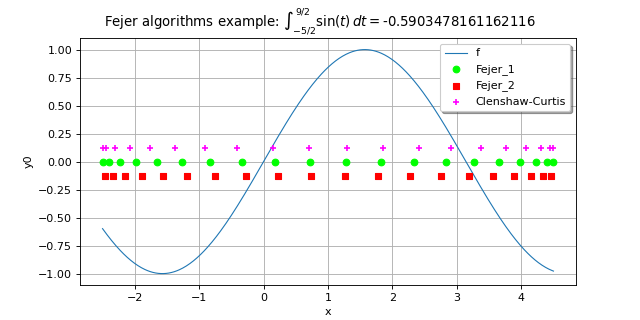 Fejer algorithms example: ∫_{-5/2}^{9/2} sin(t) dt = -0.5903478161162116
f
Fejer_1
Fejer_2
Clenshaw-Curtis
y0
1.00
0.75
0.50
0.25
0.00
−0.25
−0.50
−0.75
−1.00
−2
−1
0
1
2
3
4
x